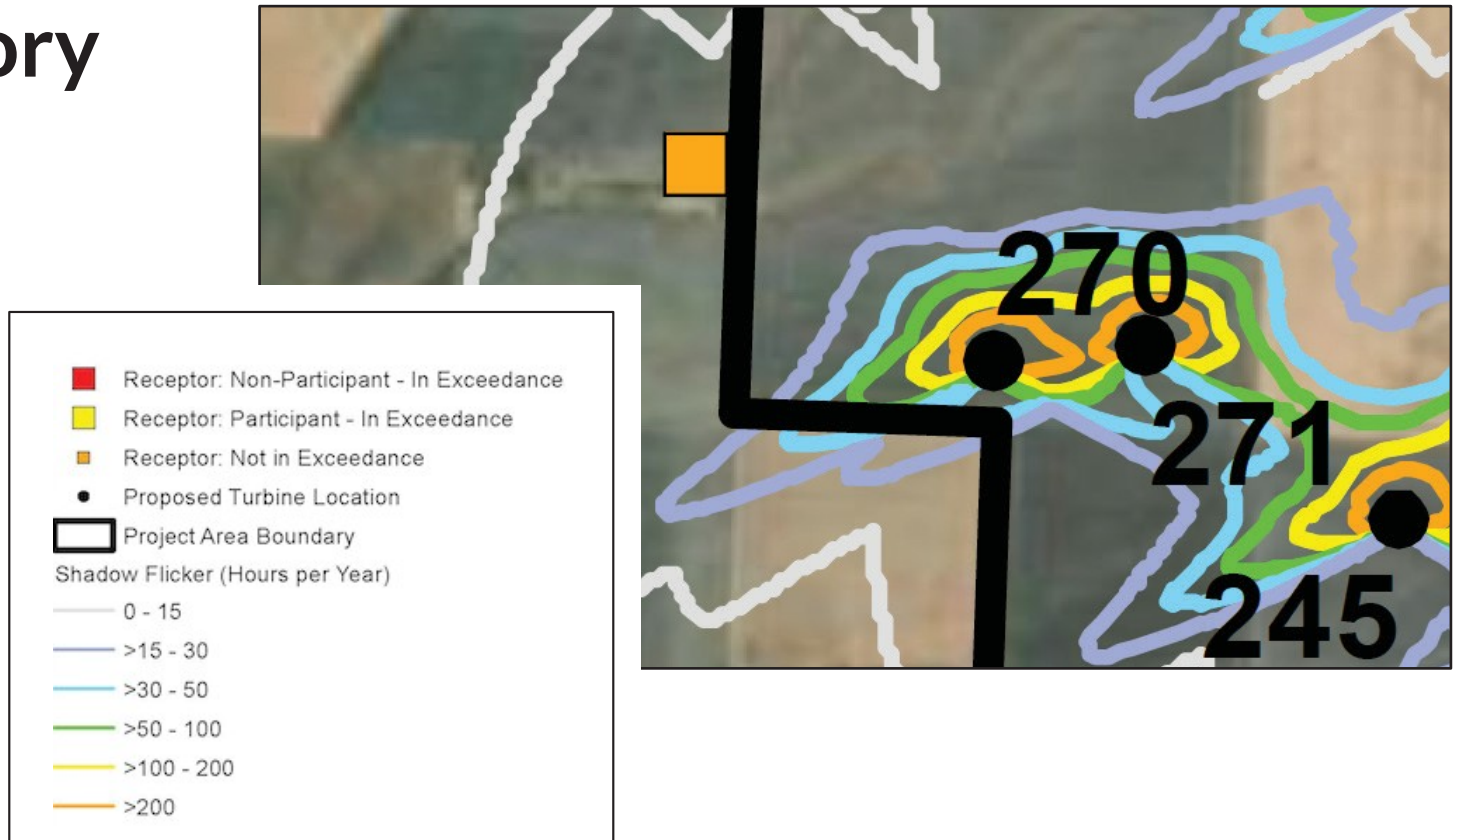 ory
270
271
245
Receptor: Non-Participant - In Exceedance
Receptor: Participant - In Exceedance
Receptor: Not in Exceedance
Proposed Turbine Location
Project Area Boundary
Shadow Flicker (Hours per Year)
0 - 15
>15 - 30
>30 - 50
>50 - 100
>100 - 200
>200